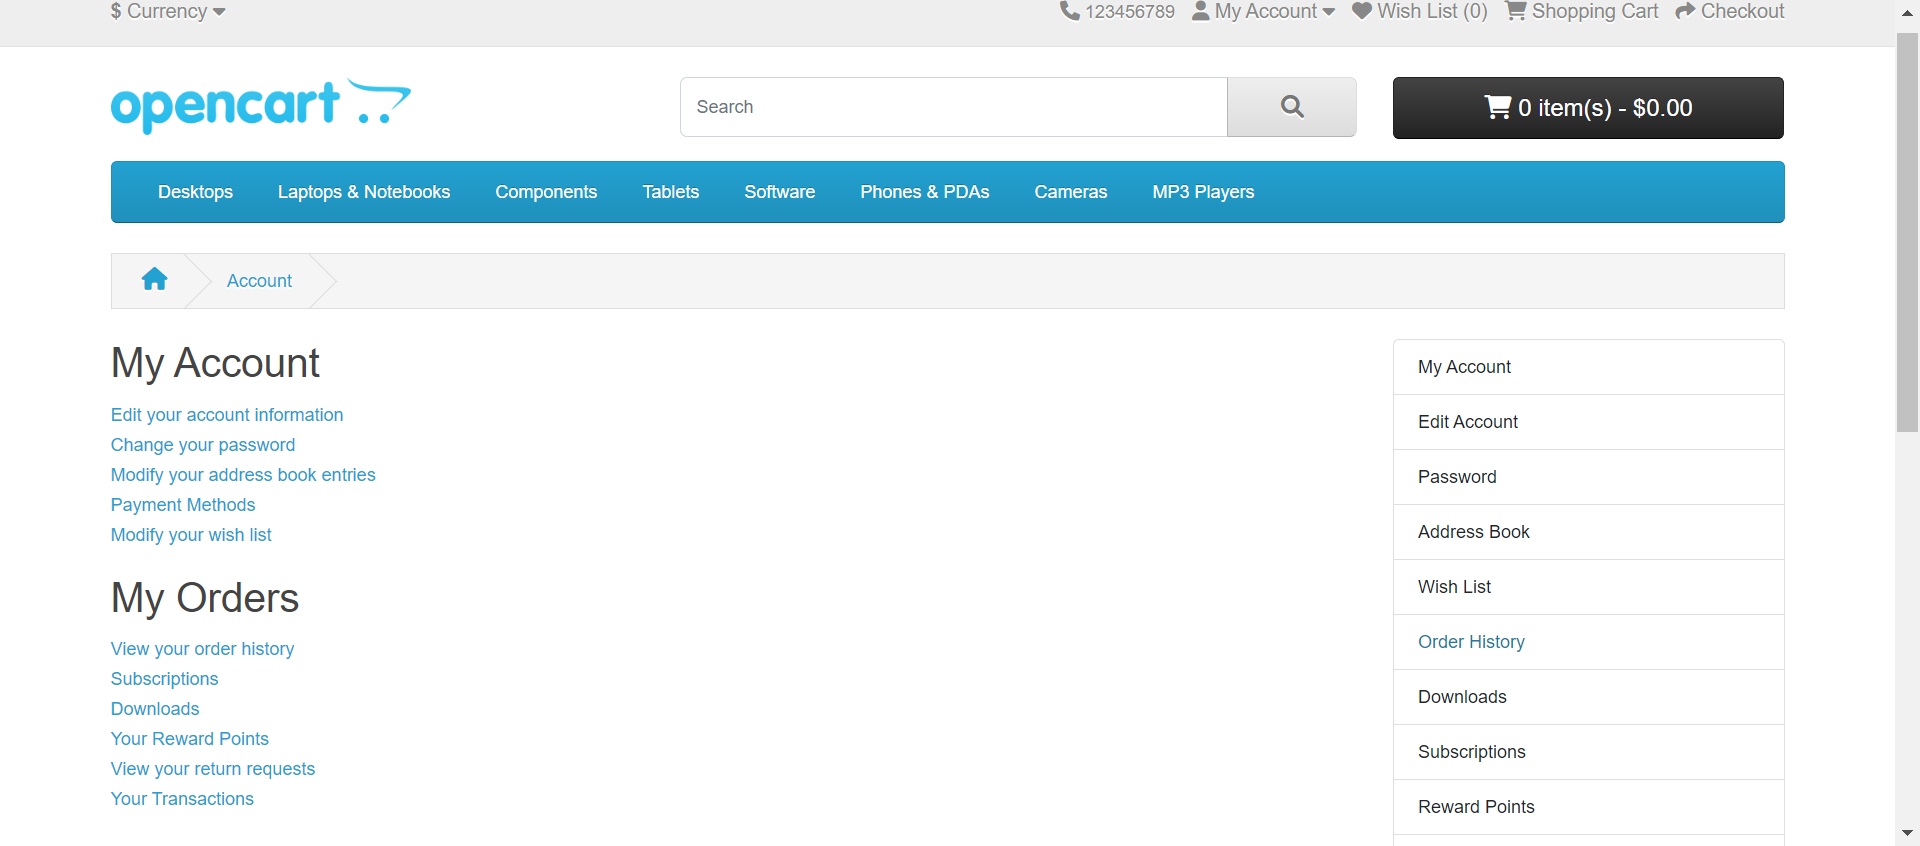 $ Currency
123456789 My Account Wish List (0) Shopping Cart Checkout
opencart
Search
0 item(s) - $0.00
Desktops Laptops & Notebooks Components Tablets Software Phones & PDAs Cameras MP3 Players
Account
My Account
Edit your account information
Change your password
Modify your address book entries
Payment Methods
Modify your wish list
My Orders
View your order history
Subscriptions
Downloads
Your Reward Points
View your return requests
Your Transactions
My Account
Edit Account
Password
Address Book
Wish List
Order History
Downloads
Subscriptions
Reward Points